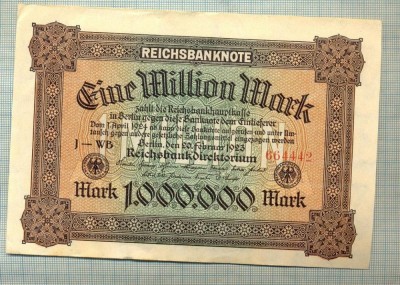 REICHSBANKNOTE
Eine Million Mark
zahlt die Reichsbankhauptkasse
in Berlin gegen diese Banknote dem Einlieferer
Vom 1. April 1924 ab kann diese Banknote aufgerufen und unter Um-
tausch gegen andere gesetzliche Zahlungsmittel eingezogen werden
J - WB
Berlin, den 20. Februar 1923
664442
Reichsbankdirektorium
Mark 1.000.000 Mark